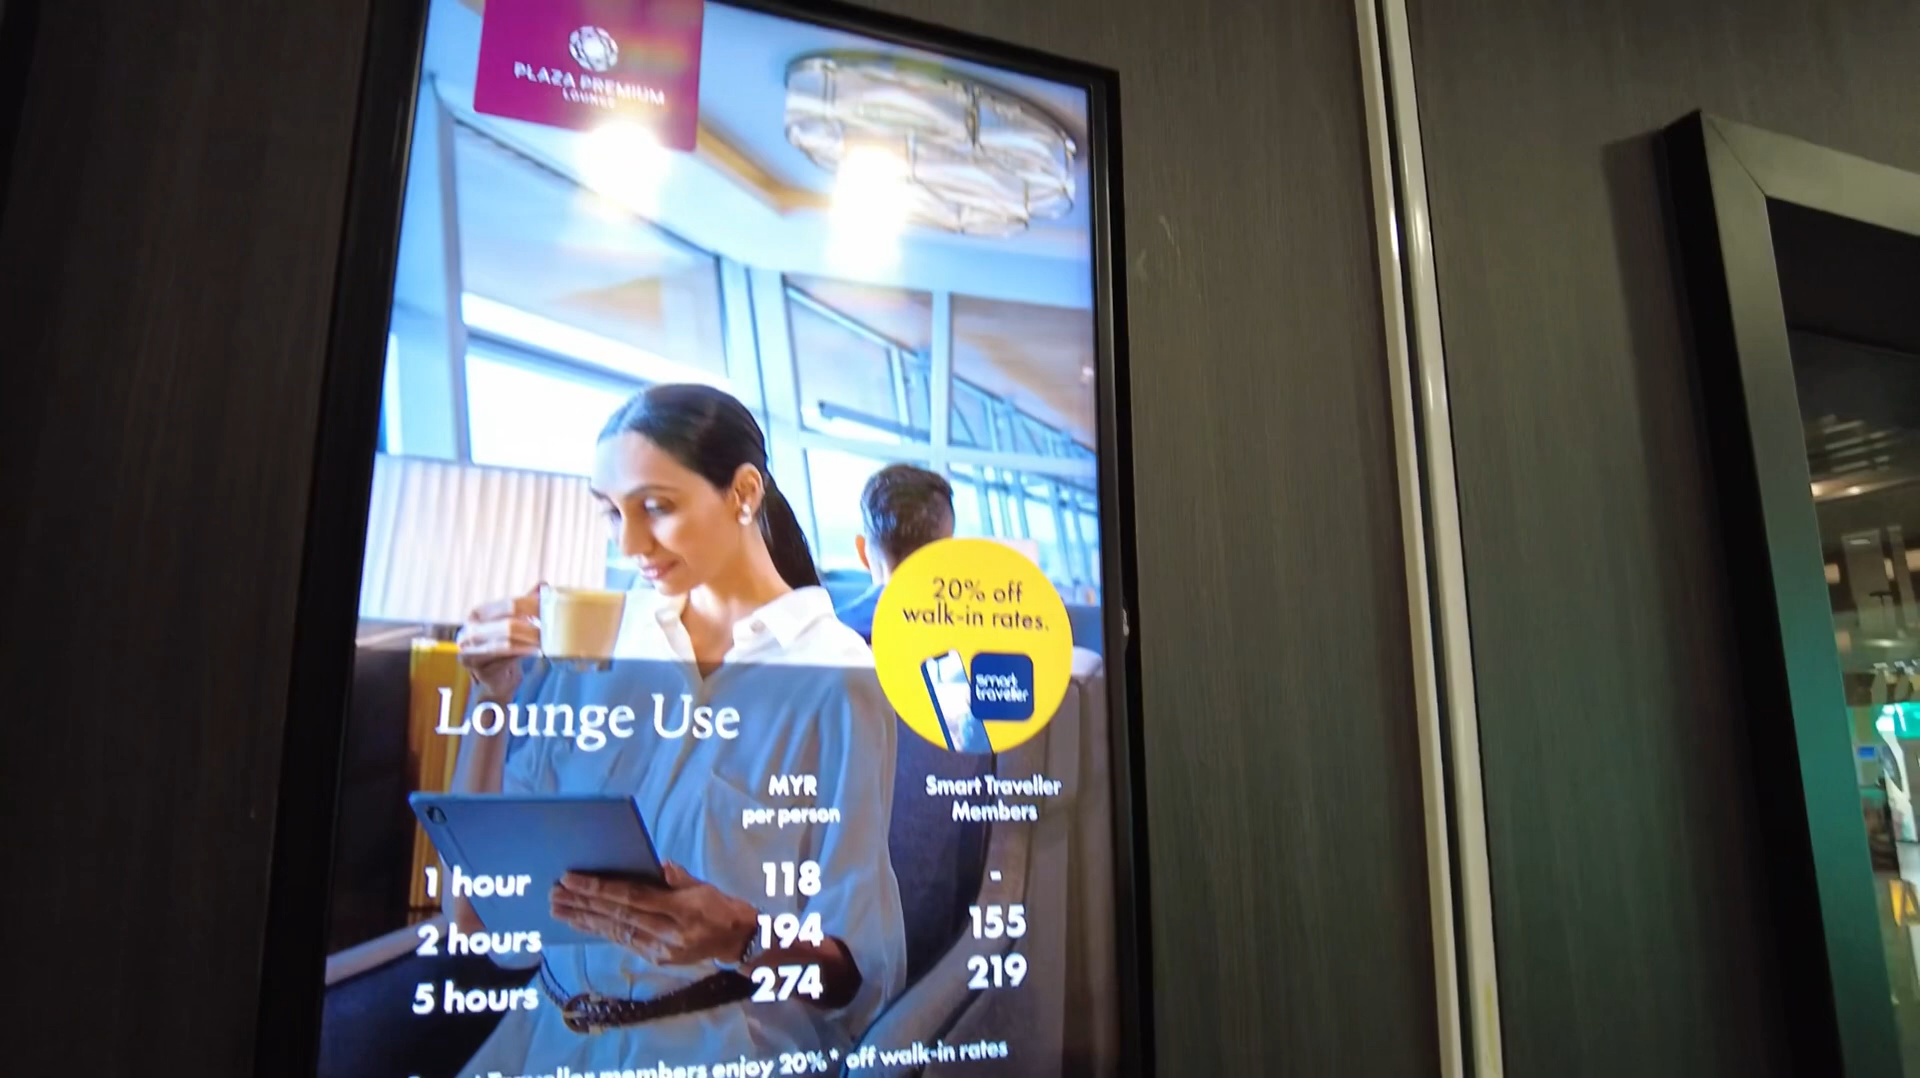 PLAZA PREMIUM
LOUNGE
20% off
walk-in rates.
smart
traveller
Lounge Use
MYR
per person
Smart Traveller
Members
1 hour 118 -
2 hours 194 155
5 hours 274 219
Traveller members enjoy 20%* off walk-in rates